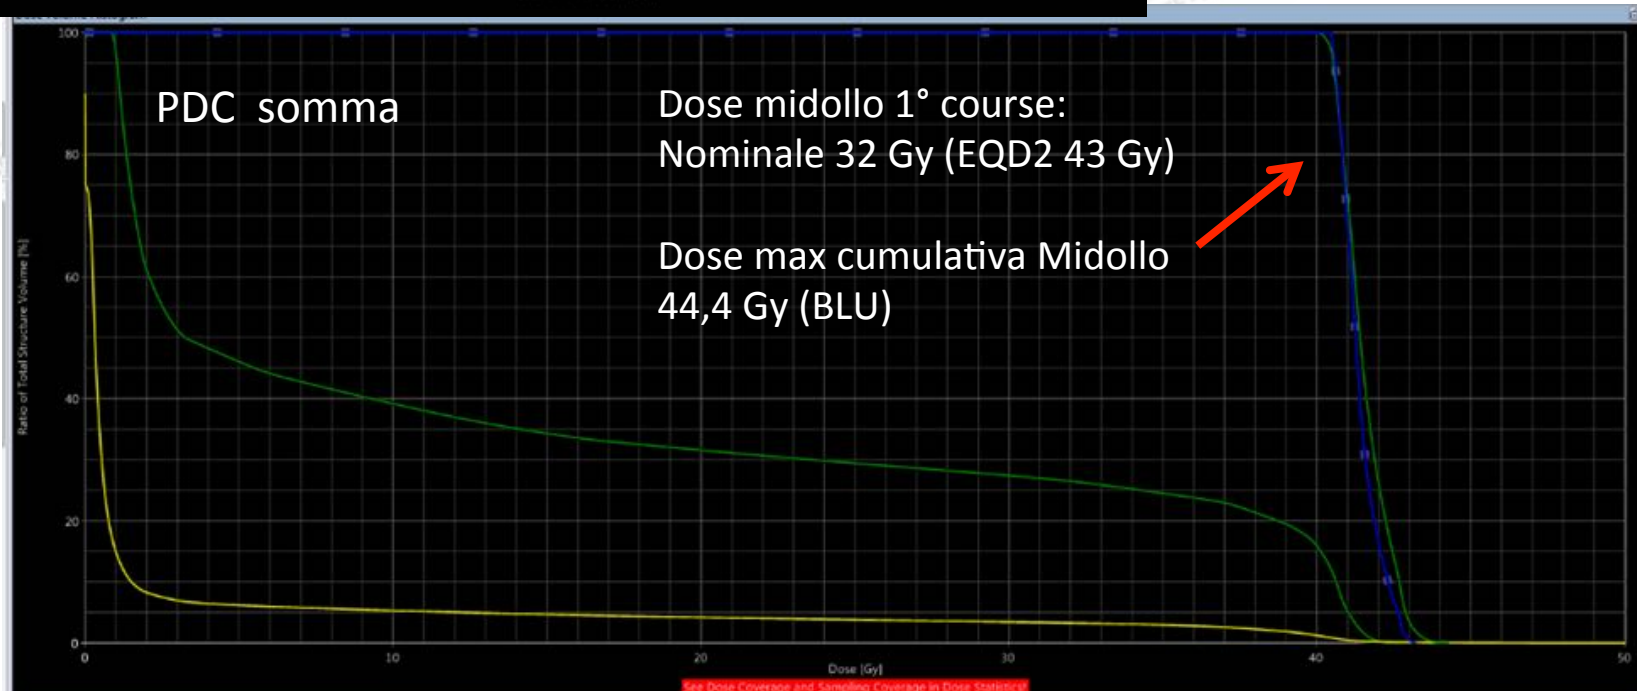 PDC somma
Dose midollo 1° course:
Nominale 32 Gy (EQD2 43 Gy)
Dose max cumulativa Midollo
44,4 Gy (BLU)
Ratio of Total Structure Volume [%]
100
80
60
40
20
0
0
10
20
30
40
50
Dose [Gy]
See Dose Coverage and Sampling Coverage in Dose Statistics!